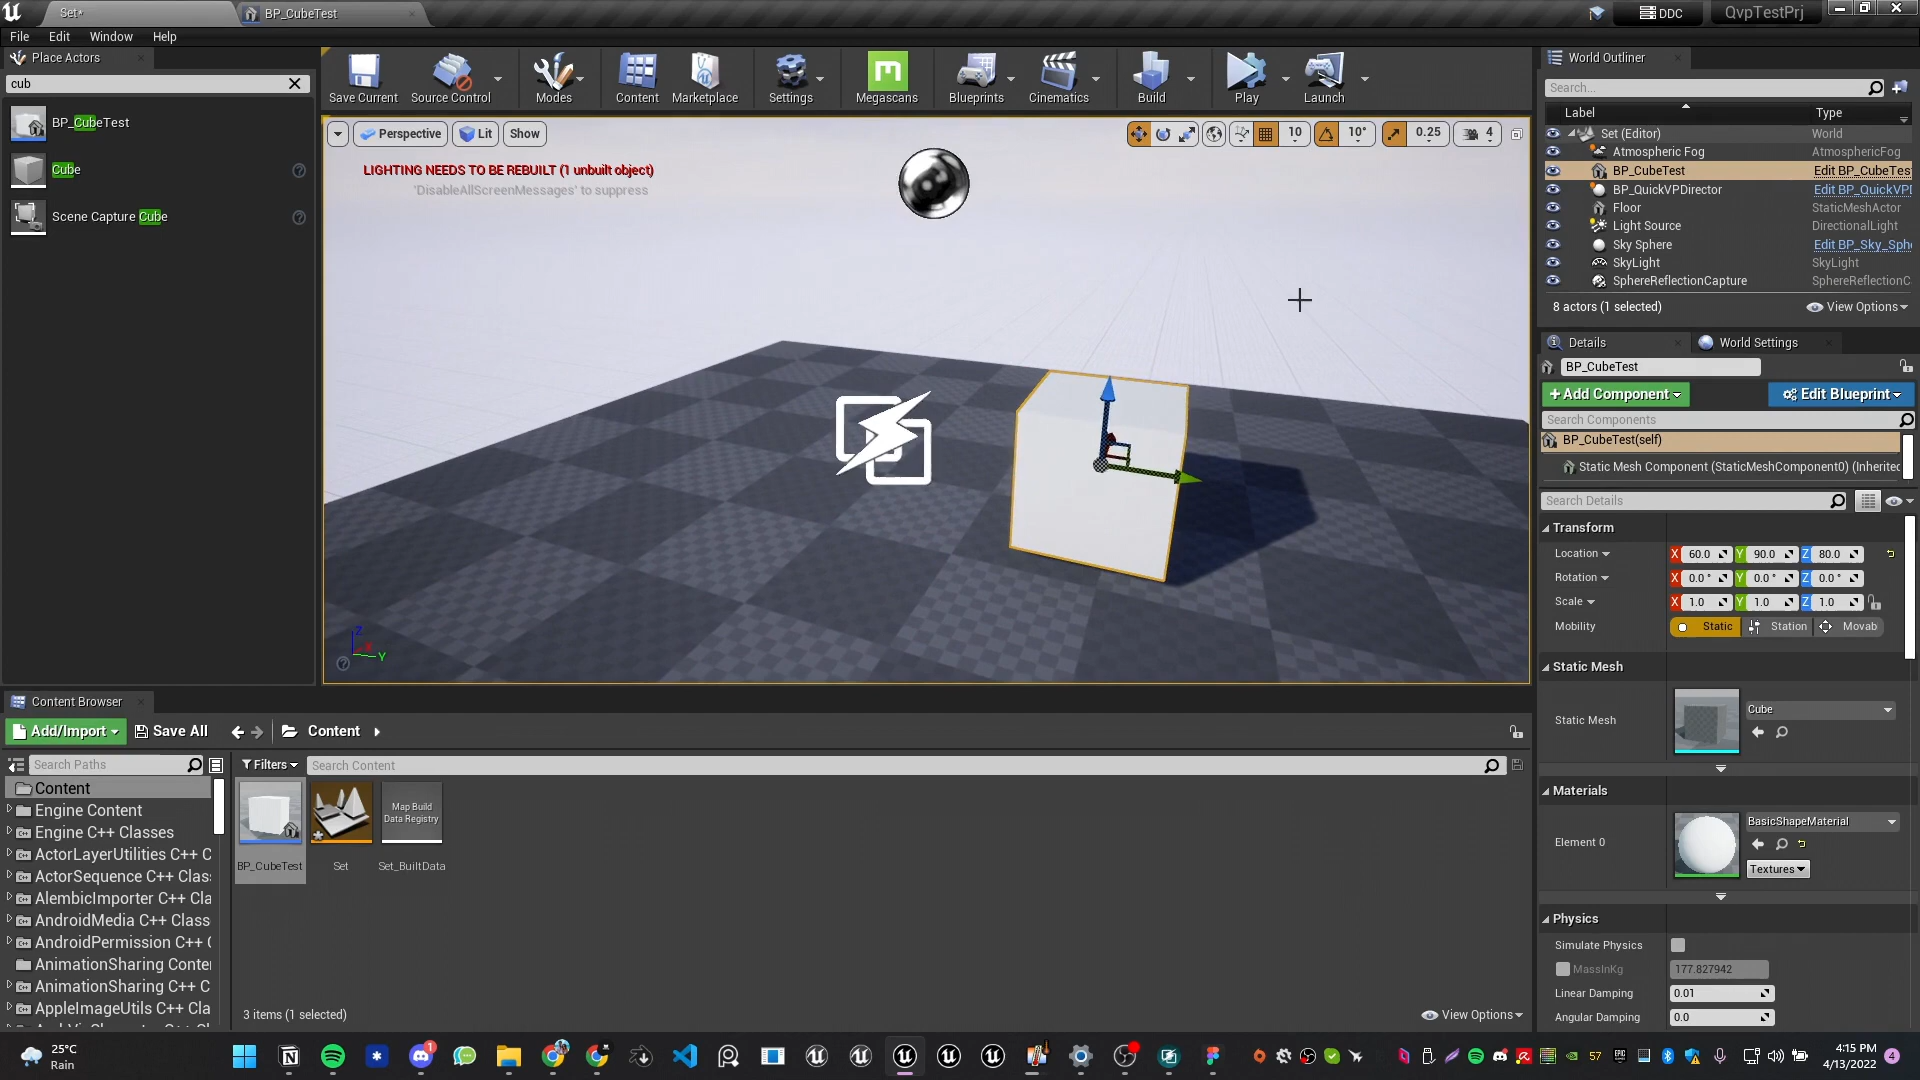 Set*
BP_CubeTest
DDC
QvpTestPrj
File
Edit
Window
Help
Place Actors
cub
BP_CubeTest
Cube
Scene Capture Cube
Save Current
Source Control
Modes
Content
Marketplace
Settings
Megascans
Blueprints
Cinematics
Build
Play
Launch
Perspective
Lit
Show
10
10°
0.25
4
LIGHTING NEEDS TO BE REBUILT (1 unbuilt object)
'DisableAllScreenMessages' to suppress
Z
X
Y
World Outliner
Search...
Label
Type
Set (Editor)
World
Atmospheric Fog
AtmosphericFog
BP_CubeTest
Edit BP_CubeTes
BP_QuickVPDirector
Edit BP_QuickVPD
Floor
StaticMeshActor
Light Source
DirectionalLight
Sky Sphere
Edit BP_Sky_Sphe
SkyLight
SkyLight
SphereReflectionCapture
SphereReflectionC
8 actors (1 selected)
View Options
Details
World Settings
BP_CubeTest
+Add Component
Edit Blueprint
Search Components
BP_CubeTest(self)
Static Mesh Component (StaticMeshComponent0) (Inherited
Search Details
Transform
Location
X 60.0 Y 90.0 Z 80.0
Rotation
X 0.0° Y 0.0° Z 0.0°
Scale
X 1.0 Y 1.0 Z 1.0
Mobility
Static
Station
Movab
Static Mesh
Static Mesh
Cube
Materials
Element 0
BasicShapeMaterial
Textures
Physics
Simulate Physics
MassInKg
177.827942
Linear Damping
0.01
Angular Damping
0.0
Content Browser
Add/Import
Save All
Content
Search Paths
Filters
Search Content
Content
Engine Content
Engine C++ Classes
ActorLayerUtilities C++ C
ActorSequence C++ Clas
AlembicImporter C++ Cla
AndroidMedia C++ Class
AndroidPermission C++ C
AnimationSharing Conte
AnimationSharing C++ C
AppleImageUtils C++ Cla
BP_CubeTest
Set
Map Build
Data Registry
Set_BuiltData
3 items (1 selected)
View Options
25°C
Rain
1
57
4:15 PM
4/13/2022
4